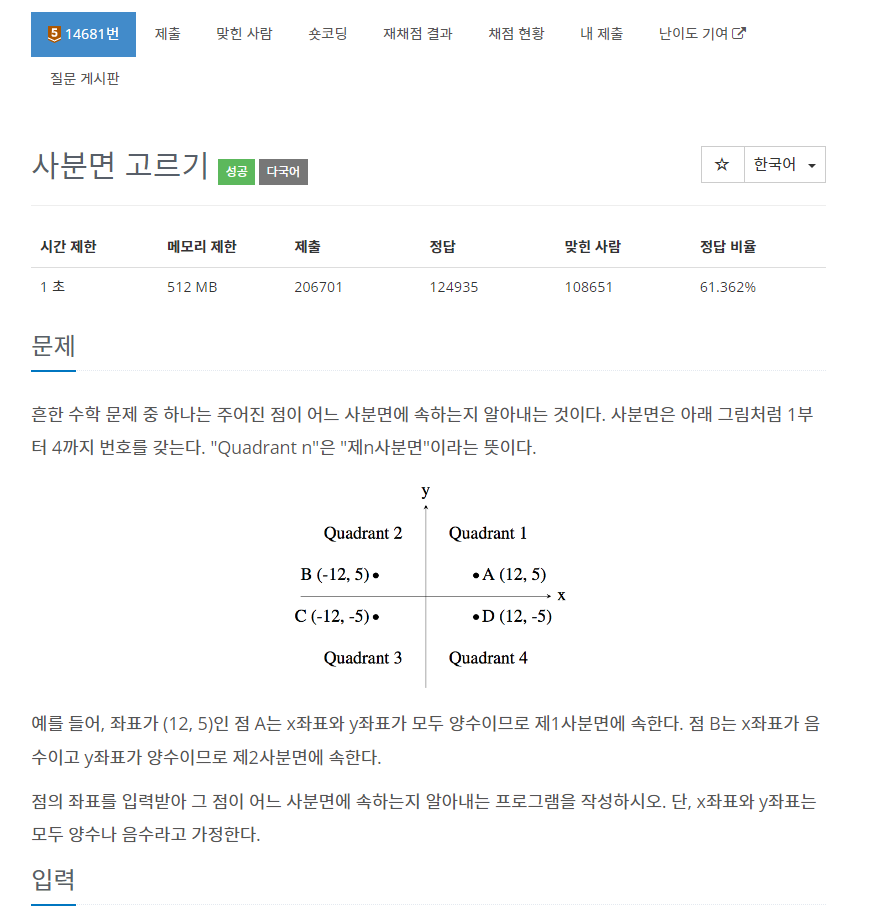 5 14681번 제출 맞힌 사람 숏코딩 재채점 결과 채점 현황 내 제출 난이도 기여
질문 게시판
사분면 고르기 성공 다국어 ☆ 한국어
시간 제한 메모리 제한 제출 정답 맞힌 사람 정답 비율
1 초 512 MB 206701 124935 108651 61.362%
문제
흔한 수학 문제 중 하나는 주어진 점이 어느 사분면에 속하는지 알아내는 것이다. 사분면은 아래 그림처럼 1부
터 4까지 번호를 갖는다. "Quadrant n"은 "제n사분면"이라는 뜻이다.
y
Quadrant 2 Quadrant 1
B (-12, 5) A (12, 5)
x
C (-12, -5) D (12, -5)
Quadrant 3 Quadrant 4
예를 들어, 좌표가 (12, 5)인 점 A는 x좌표와 y좌표가 모두 양수이므로 제1사분면에 속한다. 점 B는 x좌표가 음
수이고 y좌표가 양수이므로 제2사분면에 속한다.
점의 좌표를 입력받아 그 점이 어느 사분면에 속하는지 알아내는 프로그램을 작성하시오. 단, x좌표와 y좌표는
모두 양수나 음수라고 가정한다.
입력